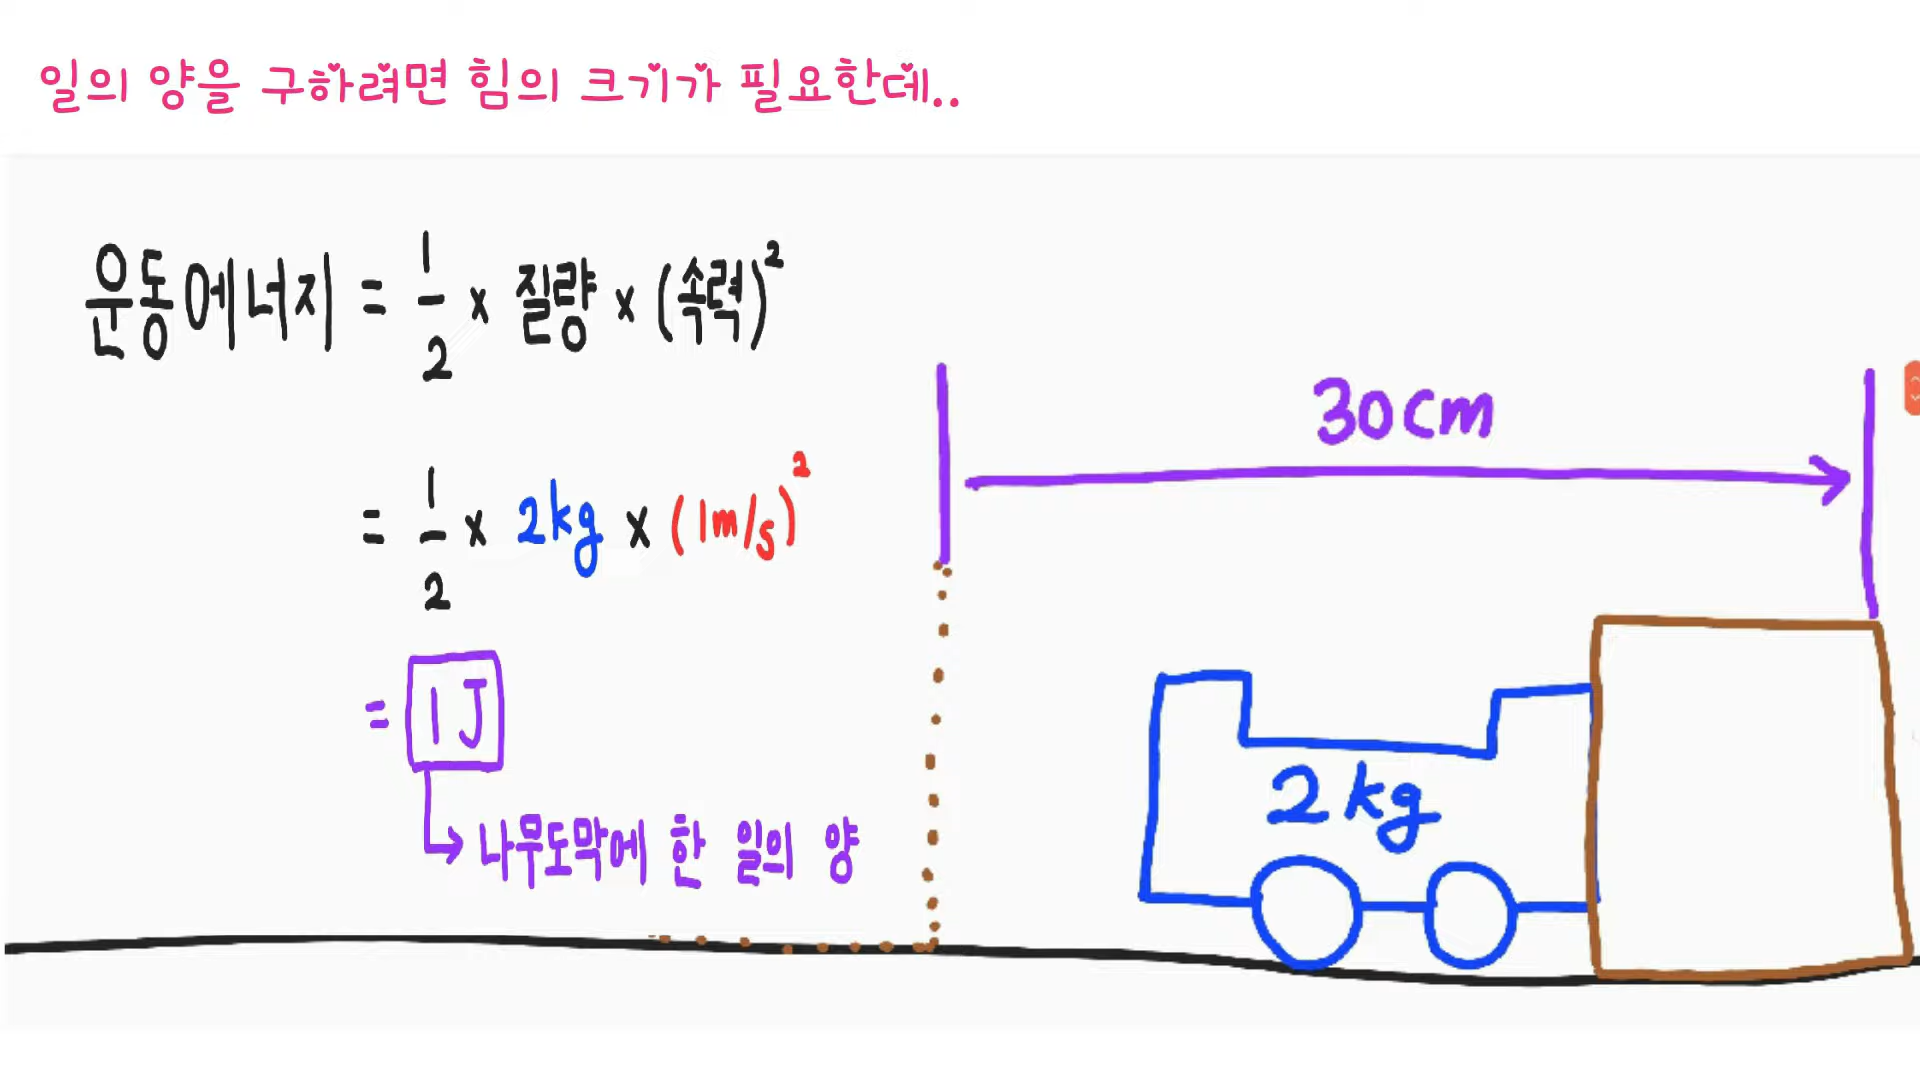 일의 양을 구하려면 힘의 크기가 필요한데..
운동에너지 = 1/2 x 질량 x (속력)²
= 1/2 x 2kg x (1m/s)²
= 1J
나무도막에 한 일의 양
30cm
2kg